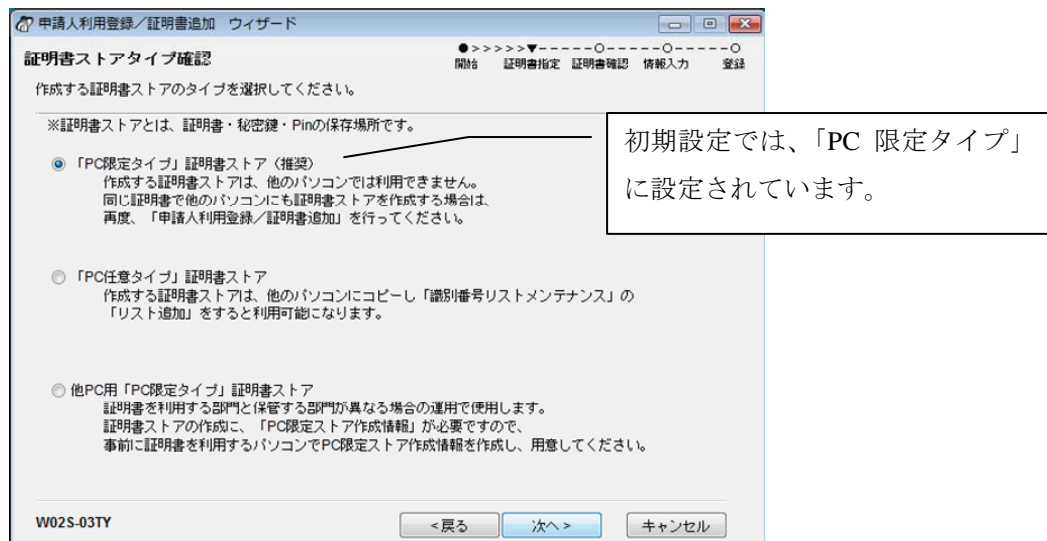 申請人利用登録／証明書追加　ウィザード
証明書ストアタイプ確認
●>>>>>▼-----○-----○-----○
開始 証明書指定 証明書確認 情報入力 登録
作成する証明書ストアのタイプを選択してください。
※証明書ストアとは、証明書・秘密鍵・Pinの保存場所です。
初期設定では、「PC 限定タイプ」
に設定されています。
「PC限定タイプ」証明書ストア（推奨）
作成する証明書ストアは、他のパソコンでは利用できません。
同じ証明書で他のパソコンにも証明書ストアを作成する場合は、
再度、「申請人利用登録／証明書追加」を行ってください。
「PC任意タイプ」証明書ストア
作成する証明書ストアは、他のパソコンにコピーし「識別番号リストメンテナンス」の
「リスト追加」をすると利用可能になります。
他PC用「PC限定タイプ」証明書ストア
証明書を利用する部門と保管する部門が異なる場合の運用で使用します。
証明書ストアの作成に、「PC限定ストア作成情報」が必要ですので、
事前に証明書を利用するパソコンでPC限定ストア作成情報を作成し、用意してください。
W02S-03TY
<戻る 次へ> キャンセル